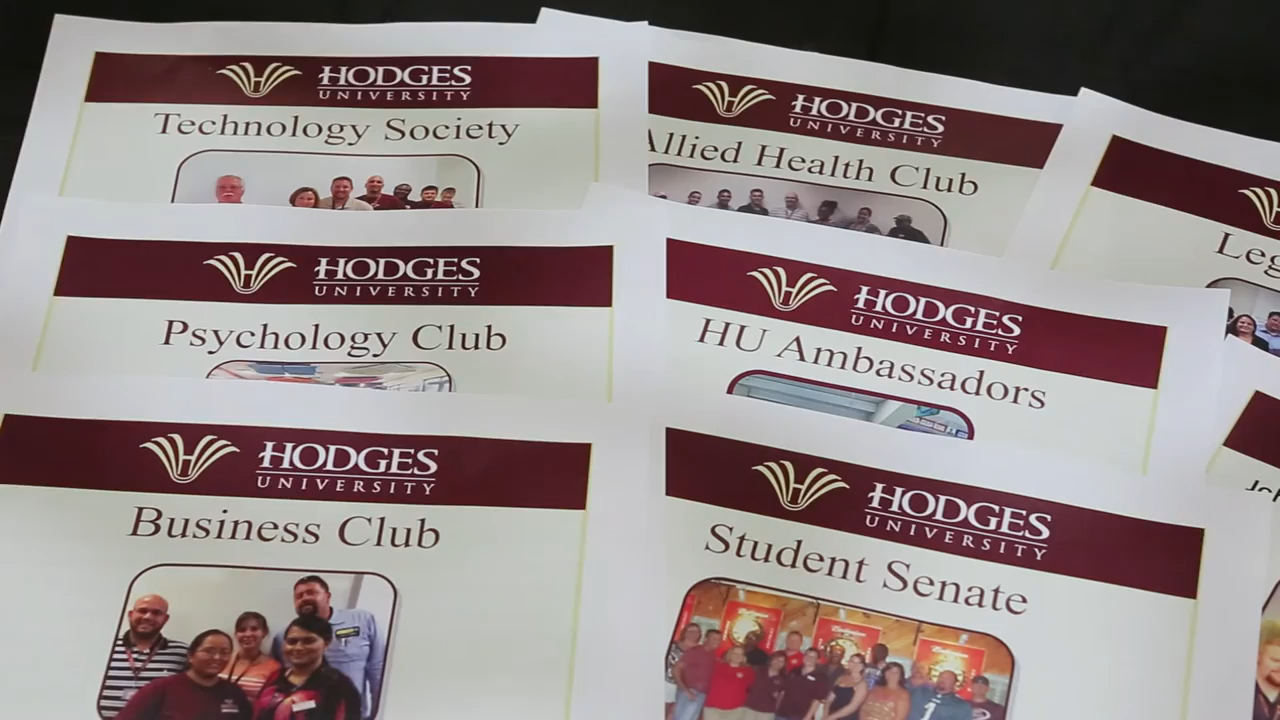 HODGES
UNIVERSITY
Technology Society
HODGES
UNIVERSITY
Allied Health Club
Leg
HODGES
UNIVERSITY
Psychology Club
HODGES
UNIVERSITY
HU Ambassadors
HODGES
UNIVERSITY
Business Club
HODGES
UNIVERSITY
Student Senate